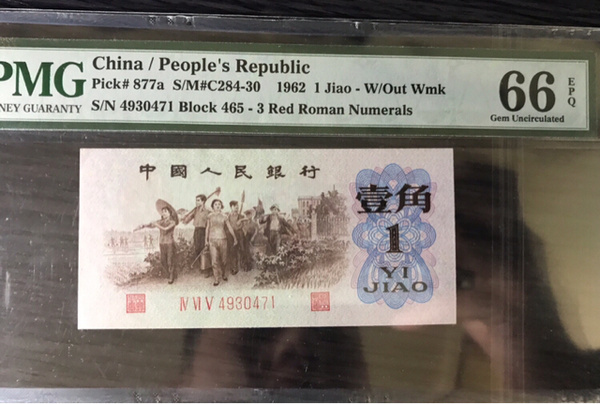 PMG
China / People's Republic
Pick# 877a S/M#C284-30 1962 1 Jiao - W/Out Wmk
NEY GUARANTY
S/N 4930471 Block 465 - 3 Red Roman Numerals
66
EPQ
Gem Uncirculated
中國人民銀行
壹角
1
YI
JIAO
IV VI V 4930471